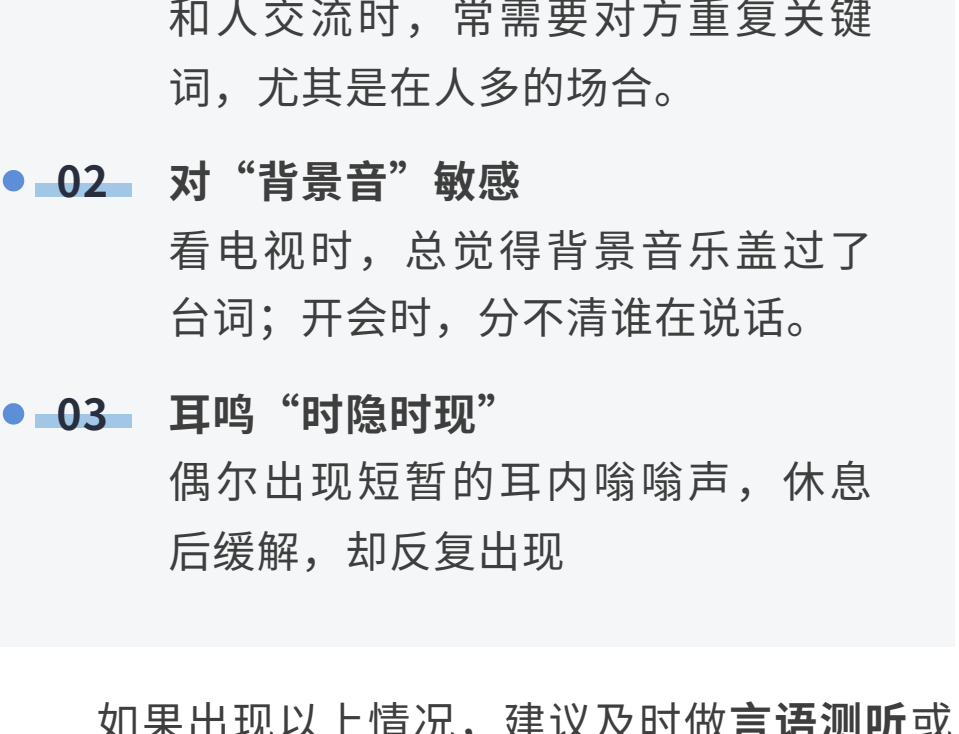 和人交流时，常需要对方重复关键
词，尤其是在人多的场合。
02 对“背景音”敏感
看电视时，总觉得背景音乐盖过了
台词；开会时，分不清谁在说话。
03 耳鸣“时隐时现”
偶尔出现短暂的耳内嗡嗡声，休息
后缓解，却反复出现
如果出现以上情况，建议及时做言语测听或